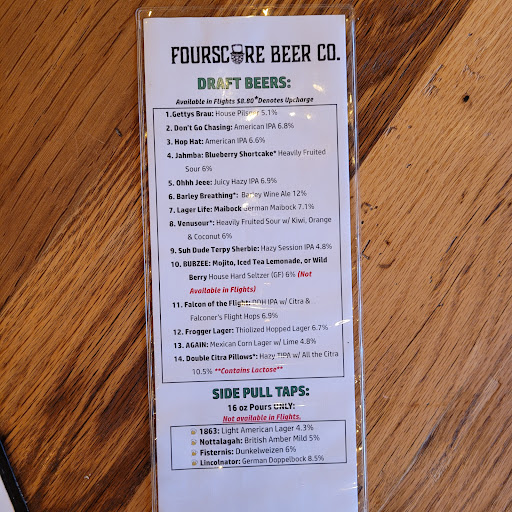 FOURSCORE BEER CO.
DRAFT BEERS:
Available in Flights $8.80 *Denotes Upcharge
1.Gettys Brau: House Pilsner 5.1%
2. Don't Go Chasing: American IPA 6.8%
3. Hop Hat: American IPA 6.6%
4. Jahmba: Blueberry Shortcake* Heavily Fruited
Sour 6%
5. Ohhh Jeee: Juicy Hazy IPA 6.9%
6. Barley Breathing*: Barley Wine Ale 12%
7. Lager Life: Maibock German Maibock 7.1%
8. Venusour*: Heavily Fruited Sour w/ Kiwi, Orange
& Coconut 6%
9. Suh Dude Terpy Sherbie: Hazy Session IPA 4.8%
10. BUBZEE: Mojito, Iced Tea Lemonade, or Wild
Berry House Hard Seltzer (GF) 6% (Not
Available in Flights)
11. Falcon of the Flight: DDH IPA w/ Citra &
Falconer's Flight Hops 6.9%
12. Frogger Lager: Thiolized Hopped Lager 6.7%
13. AGAIN: Mexican Corn Lager w/ Lime 4.8%
14. Double Citra Pillows*: Hazy TIPA w/ All the Citra
10.5% **Contains Lactose**
SIDE PULL TAPS:
16 oz Pours ONLY:
Not available in Flights.
1863: Light American Lager 4.3%
Nottalagah: British Amber Mild 5%
Fisternis: Dunkelweizen 6%
Lincolnator: German Doppelbock 8.5%